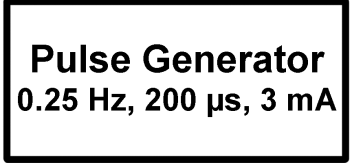 Pulse Generator
0.25 Hz, 200 µs, 3 mA